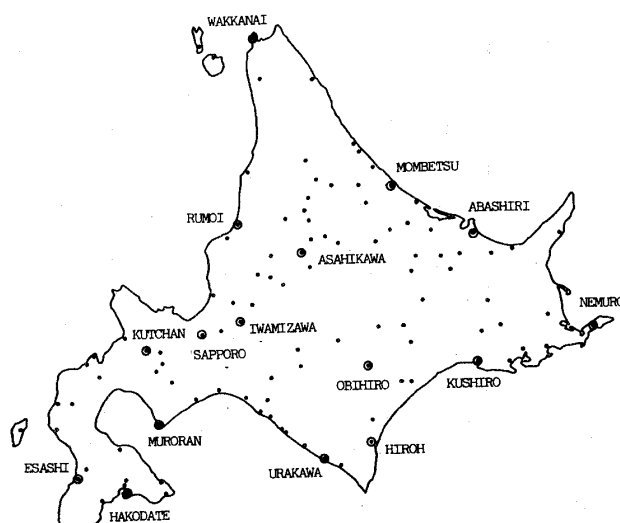 WAKKANAI
MOMBETSU
ABASHIRI
RUMOI
ASAHIKAWA
NEMURO
IWAMIZAWA
KUTCHAN
SAPPORO
OBIHIRO
KUSHIRO
MURORAN
HIROH
ESASHI
URAKAWA
HAKODATE